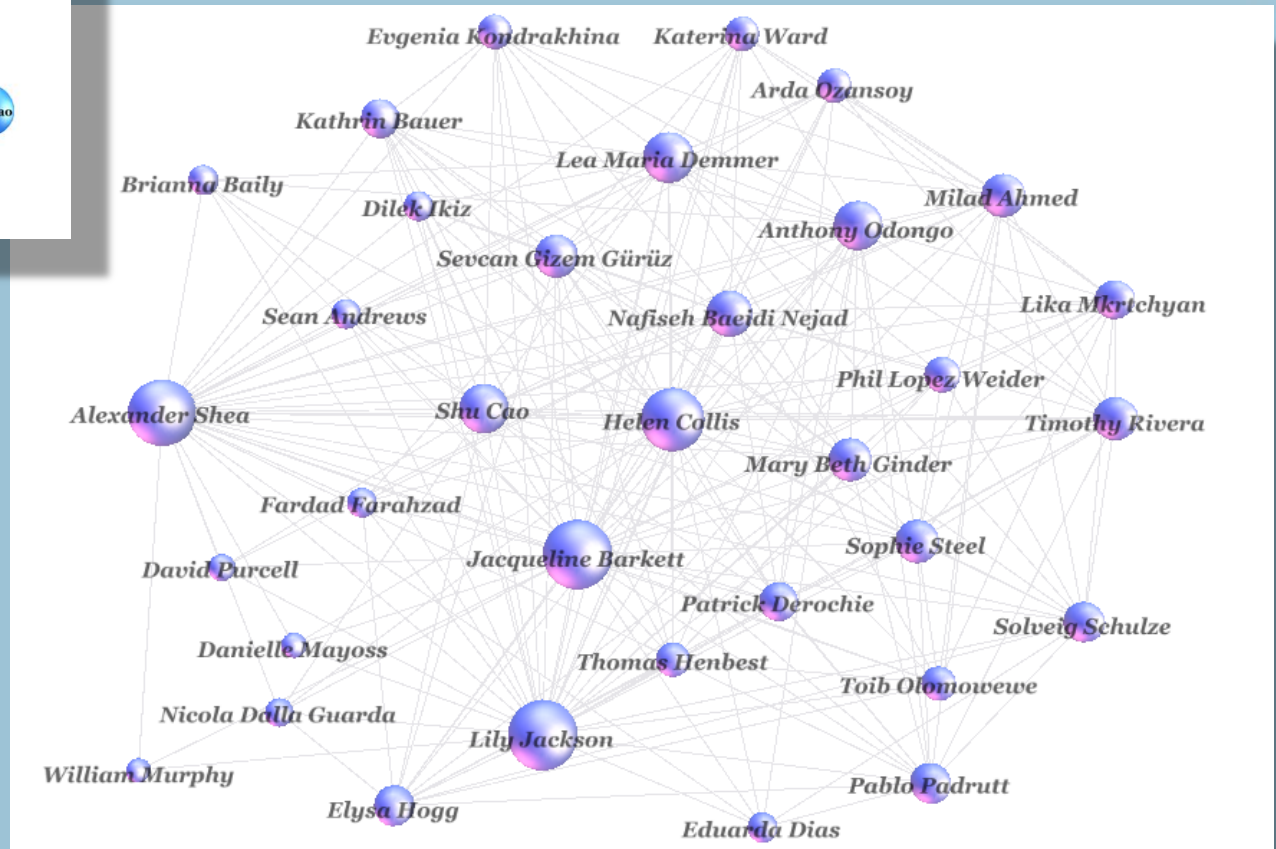 Evgenia Kondrakhina
Katerina Ward
Arda Ozansoy
Kathrin Bauer
Lea Maria Demmer
Brianna Baily
Dilek Ikiz
Milad Ahmed
Anthony Odongo
Sevcan Gizem Gürüz
Sean Andrews
Nafiseh Baeidi Nejad
Lika Mkrtchyan
Phil Lopez Weider
Alexander Shea
Shu Cao
Helen Collis
Timothy Rivera
Mary Beth Ginder
Fardad Farahzad
Jacqueline Barkett
Sophie Steel
David Purcell
Patrick Derochie
Solveig Schulze
Danielle Mayoss
Thomas Henbest
Toib Olomowewe
Nicola Dalla Guarda
Lily Jackson
William Murphy
Pablo Padrutt
Elysa Hogg
Eduarda Dias